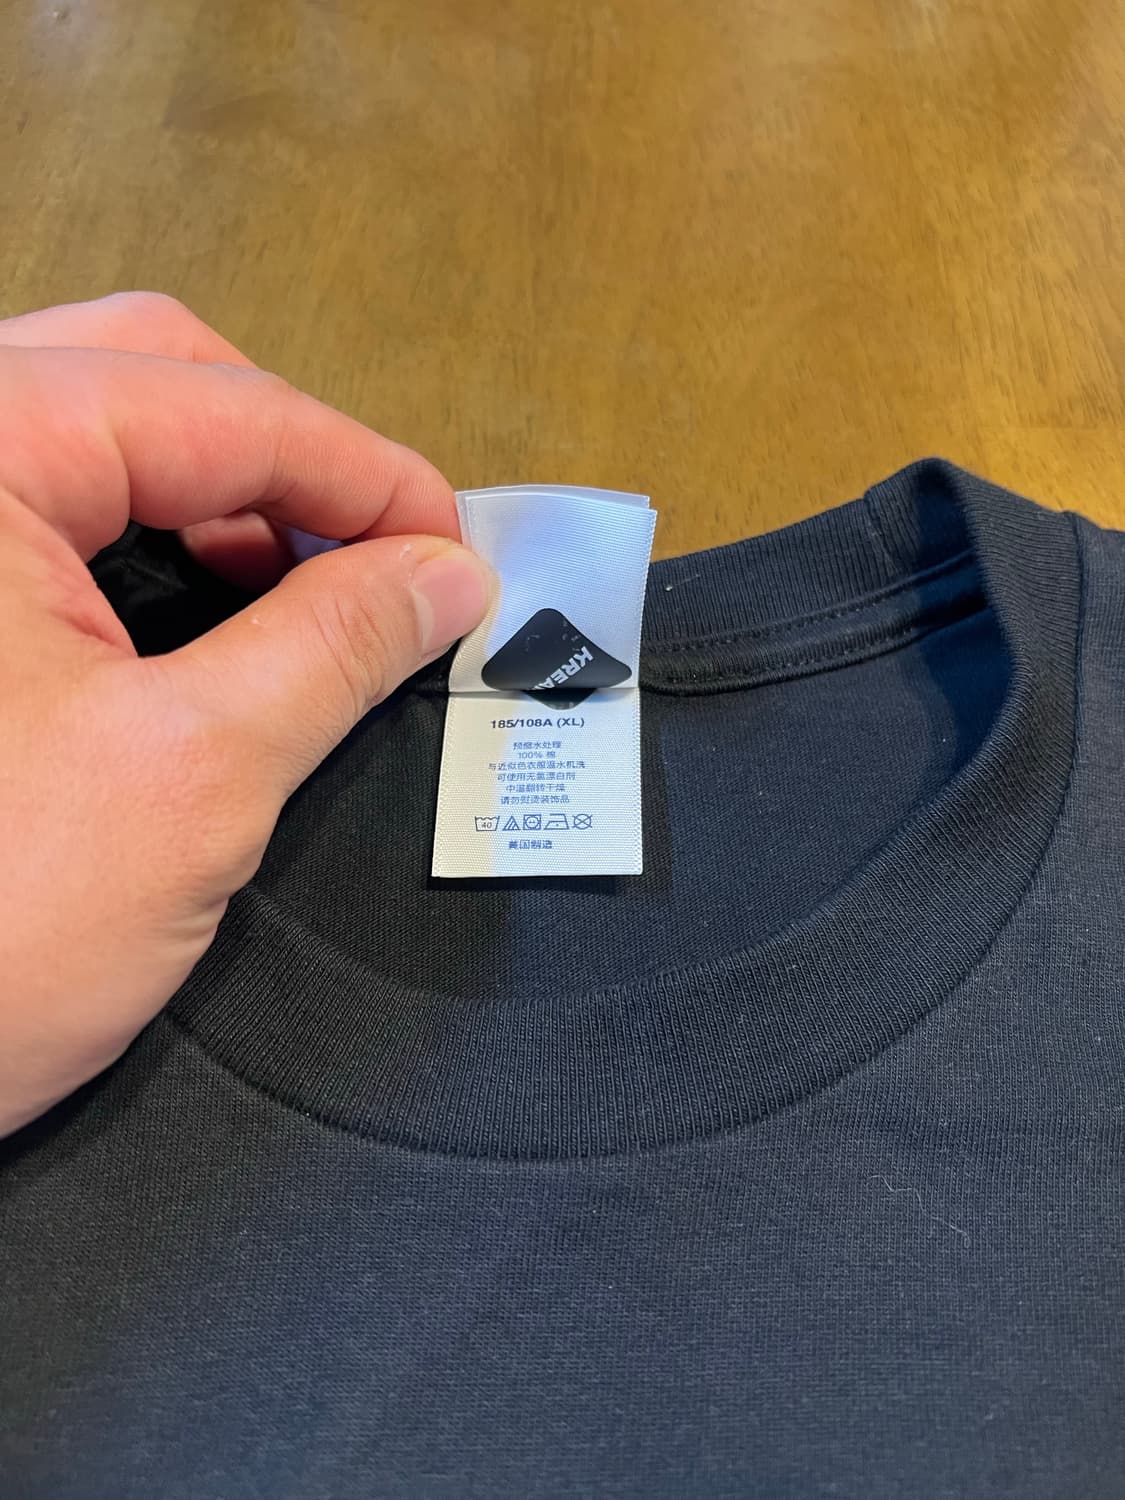 KREA
185/108A (XL)
预缩水处理
100% 棉
与近似色衣服温水机洗
可使用无氯漂白剂
中温翻转干燥
请勿熨烫装饰品
40
美国制造